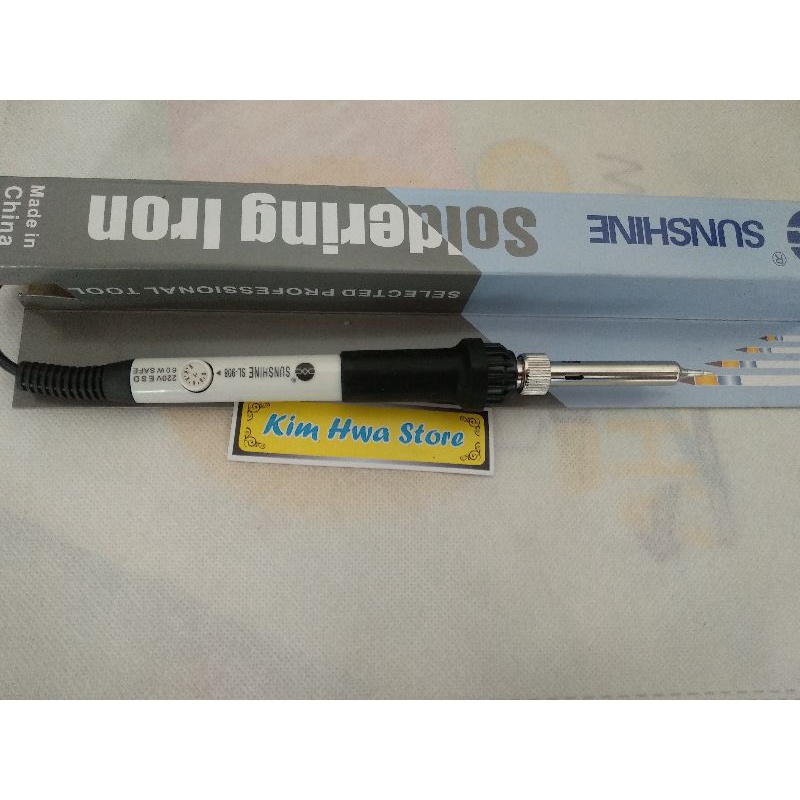 SUNSHINE
®
Soldering Iron
SELECTED PROFESSIONAL TOOL
Made in
China
SUNSHINE SL-908
®
220V ESD
60W SAFE
Kim Hwa Store